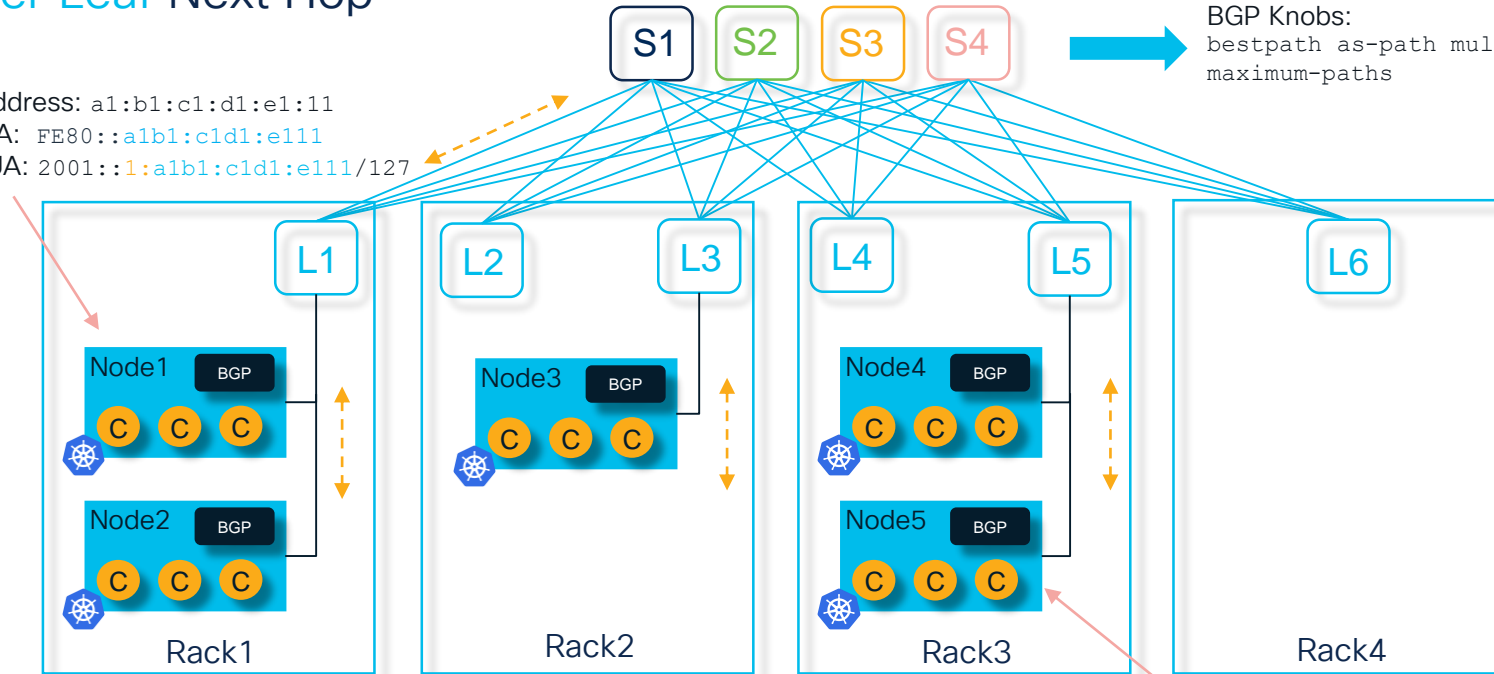 Leaf Next Hop
S1 S2 S3 S4
BGP Knobs:
bestpath as-path mul
maximum-paths
ddress: a1:b1:c1:d1:e1:11
A: FE80::a1b1:c1d1:e111
JA: 2001::1:a1b1:c1d1:e111/127
L1 L2 L3 L4 L5 L6
Node1 BGP
C C C
Node3 BGP
C C C
Node4 BGP
C C C
Node2 BGP
C C C
Node5 BGP
C C C
Rack1 Rack2 Rack3 Rack4